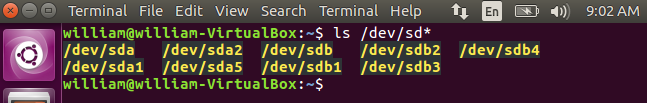 Terminal File Edit View Search Terminal Help En 9:02 AM
william@william-VirtualBox:~$ ls /dev/sd*
/dev/sda /dev/sda2 /dev/sdb /dev/sdb2 /dev/sdb4
/dev/sda1 /dev/sda5 /dev/sdb1 /dev/sdb3
william@william-VirtualBox:~$